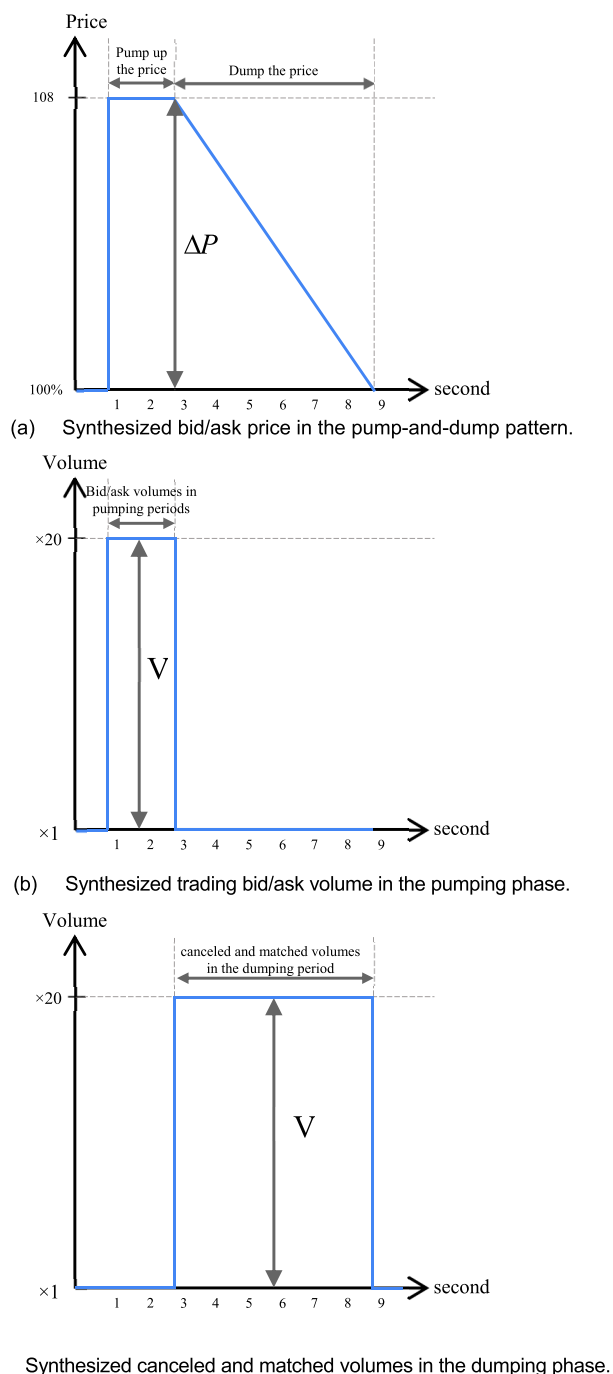 Price
Pump up
the price
Dump the price
108
ΔP
100%
second
1 2 3 4 5 6 7 8 9
(a) Synthesized bid/ask price in the pump-and-dump pattern.
Volume
Bid/ask volumes in
pumping periods
×20
V
×1
second
1 2 3 4 5 6 7 8 9
(b) Synthesized trading bid/ask volume in the pumping phase.
Volume
canceled and matched volumes
in the dumping period
×20
V
×1
second
1 2 3 4 5 6 7 8 9
Synthesized canceled and matched volumes in the dumping phase.